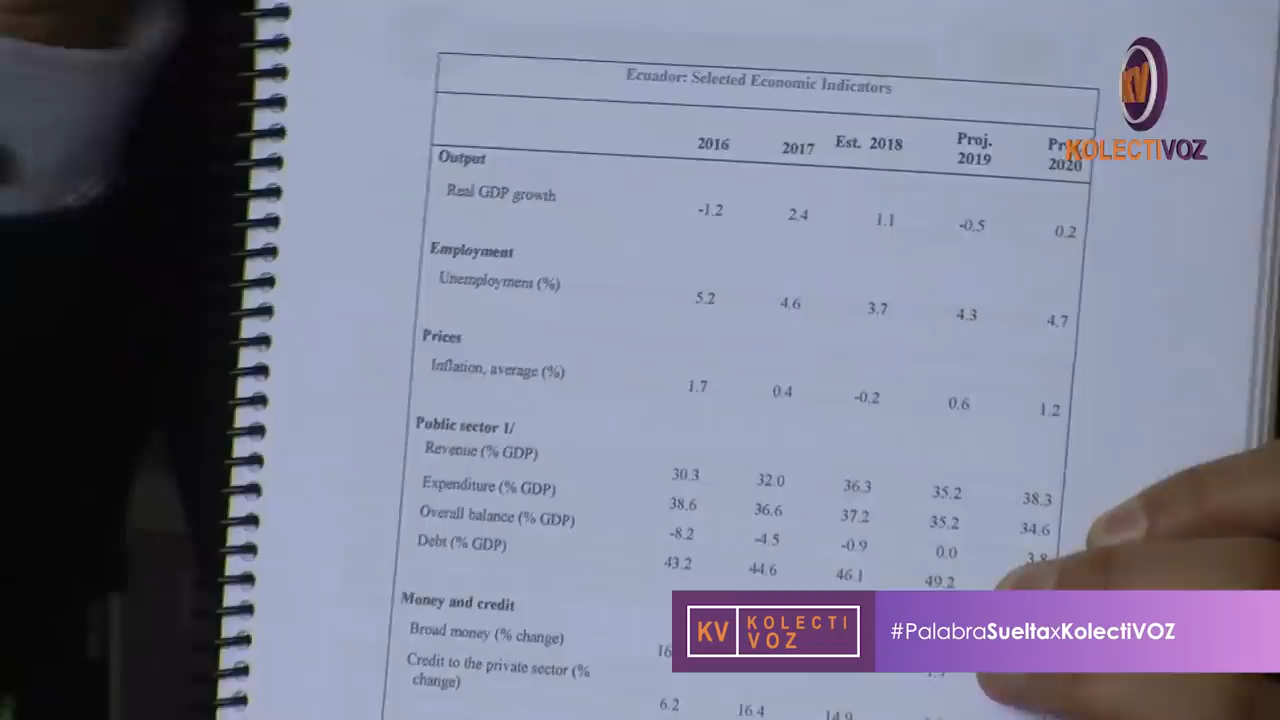 Ecuador: Selected Economic Indicators
2016 2017 Est. 2018 Proj. 2019 2020
Output
Real GDP growth -1.2 2.4 1.1 -0.5 0.2
Employment
Unemployment (%) 5.2 4.6 3.7 4.3 4.7
Prices
Inflation, average (%) 1.7 0.4 -0.2 0.6 1.2
Public sector 1/
Revenue (% GDP) 30.3 32.0 36.3 35.2 38.3
Expenditure (% GDP) 38.6 36.6 37.2 35.2 34.6
Overall balance (% GDP) -8.2 -4.5 -0.9 0.0 3.8
Debt (% GDP) 43.2 44.6 46.1 49.2
Money and credit
Broad money (% change)
Credit to the private sector (%
change) 6.2 16.4 14.9
KV
KOLECTIVOZ
KV KOLECTI
VOZ
#PalabraSueltaxKolectiVOZ